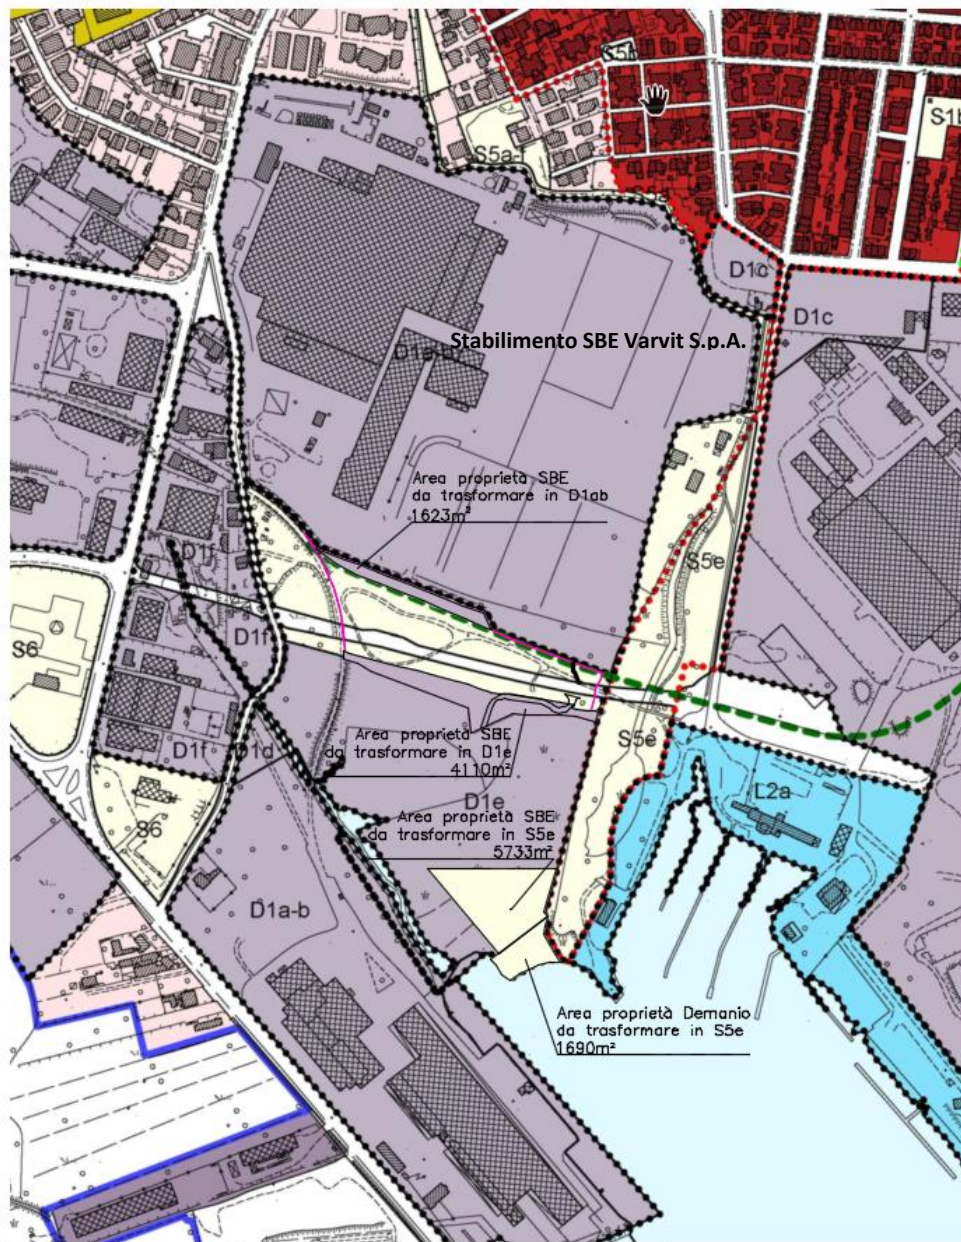 S5h
S1b
S5a-
D1c
D1c
Stabilimento SBE Varvit S.p.A.
D1a-b
Area proprietà SBE
da trasformare in D1ab
1623m²
D1f
S5e
S6
D1f
Area proprietà SBE
da trasformare in D1e
4110m²
S5e
D1f
D1d
L2a
D1e
Area proprietà SBE
da trasformare in S5e
5733m²
S6
D1a-b
Area proprietà Demanio
da trasformare in S5e
1690m²